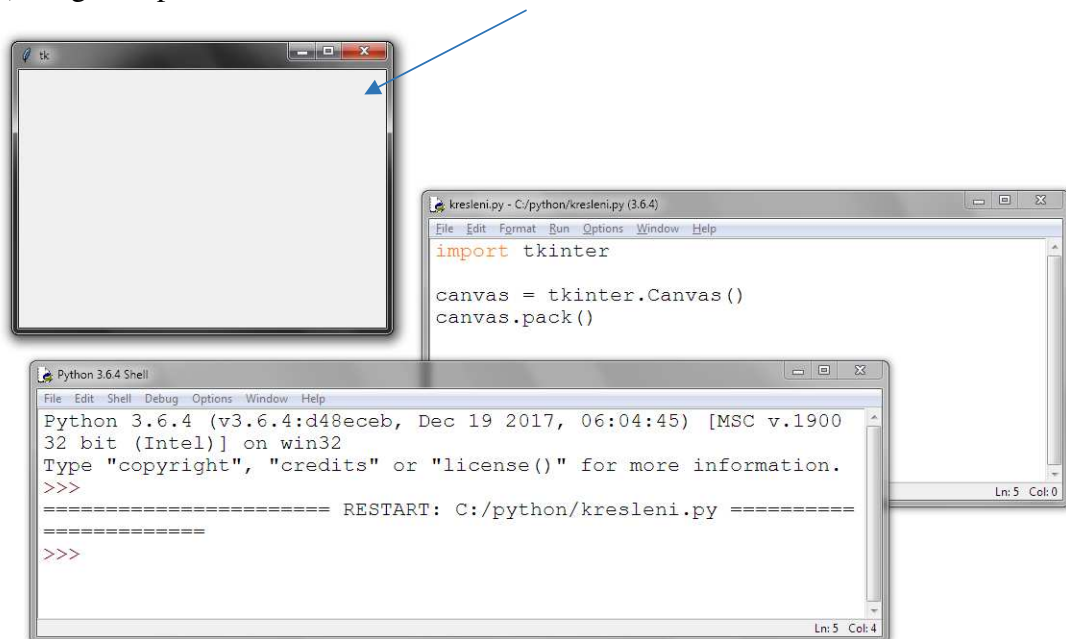 tk
kresleni.py - C:/python/kresleni.py (3.6.4)
File Edit Format Run Options Window Help
import tkinter
canvas = tkinter.Canvas()
canvas.pack()
Ln: 5 Col: 0
Python 3.6.4 Shell
File Edit Shell Debug Options Window Help
Python 3.6.4 (v3.6.4:d48eceb, Dec 19 2017, 06:04:45) [MSC v.1900
32 bit (Intel)] on win32
Type "copyright", "credits" or "license()" for more information.
>>>
======================= RESTART: C:/python/kresleni.py ==========
=============
>>>
Ln: 5 Col: 4